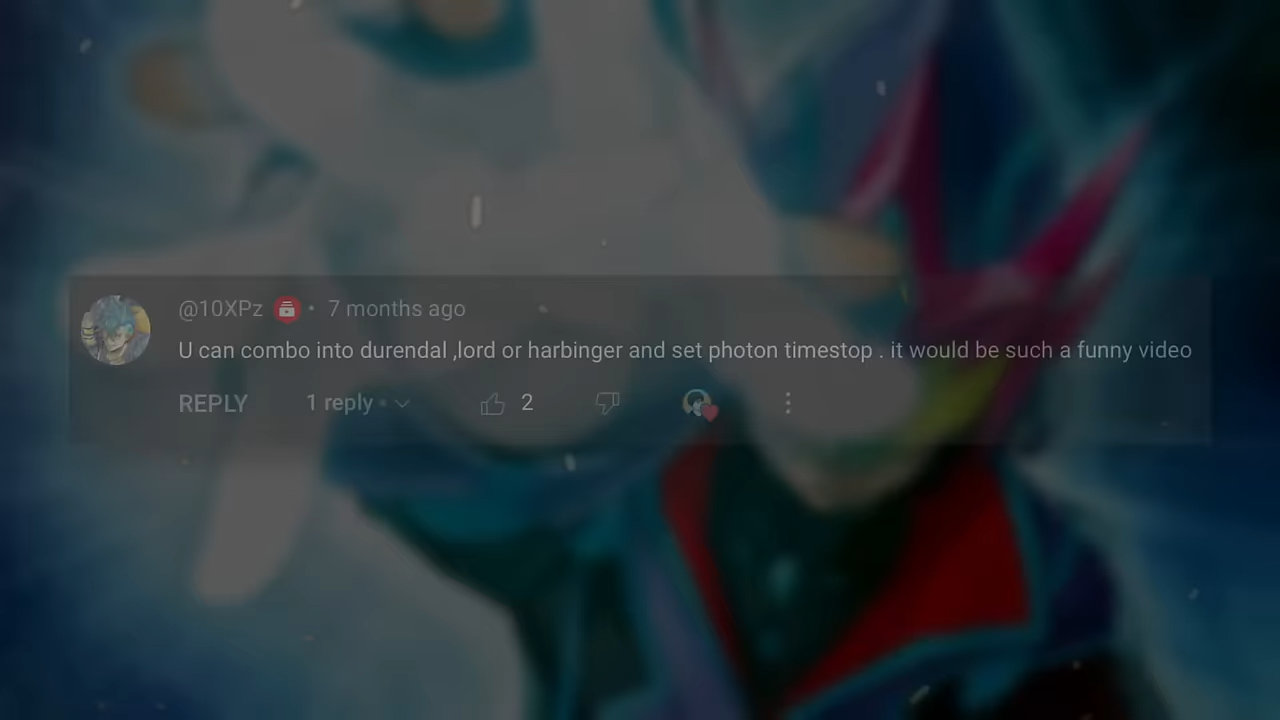 @10XPz • 7 months ago
U can combo into durendal ,lord or harbinger and set photon timestop . it would be such a funny video
REPLY 1 reply • 2